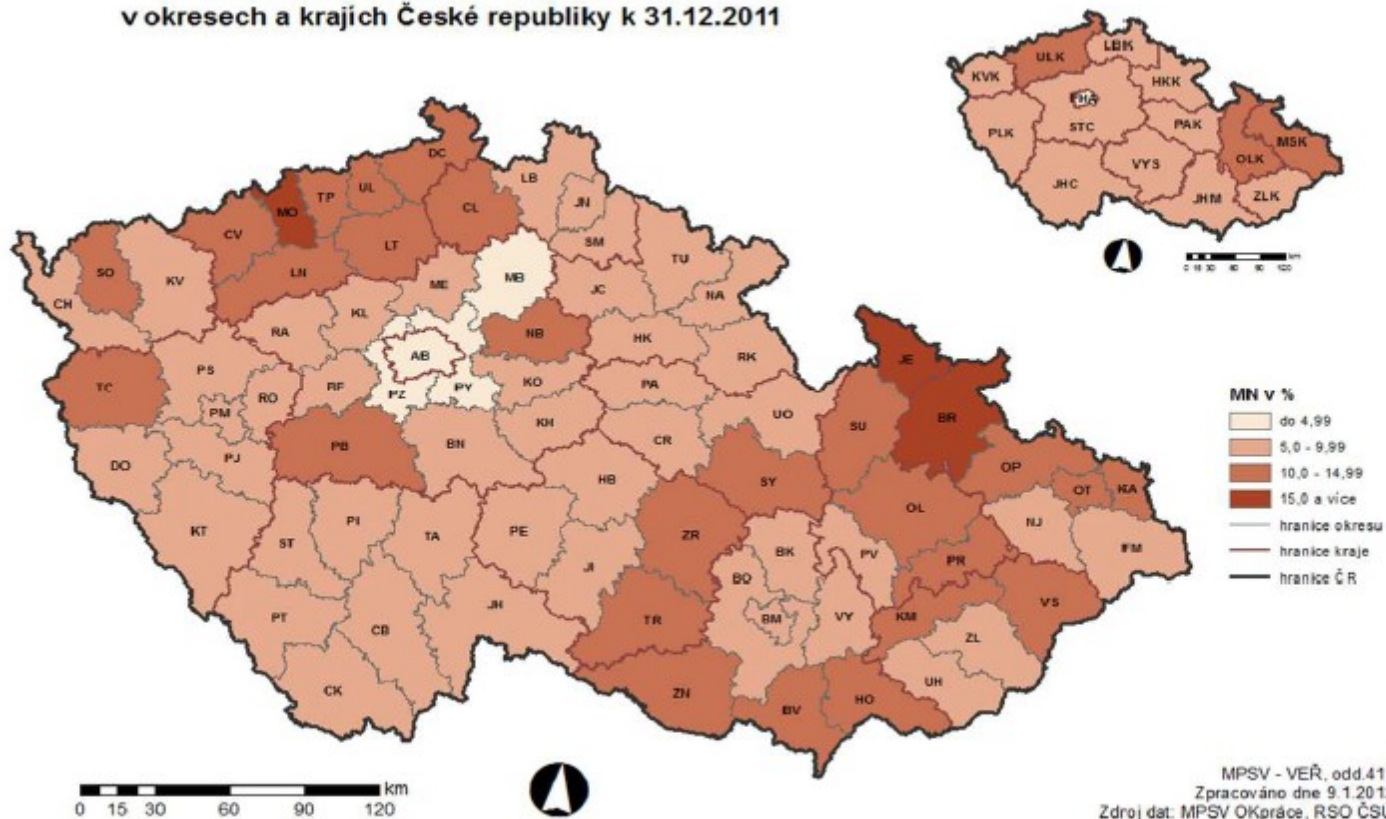 v okresech a krajích České republiky k 31.12.2011
ULK
LBK
KVK
HKK
PLK
STC
PAK
MSK
OLK
VYS
JHC
JHM
ZLK
km
DC
LB
UL
TP
MO
JN
CL
CV
LT
SM
SO
KV
LN
TU
MB
ME
JC
NA
CH
KL
RA
NB
HK
AB
RK
JE
PS
TC
RO
PZ
PY
KO
PA
PM
UO
SU
BR
PB
BN
KH
CR
DO
PJ
OP
SY
OT
KA
HB
OL
KT
ST
PI
TA
PE
ZR
NJ
FM
BK
PV
PR
JI
BO
VS
JH
TR
BM
VY
KM
PT
CB
ZL
UH
CK
ZN
BV
HO
MN v %
do 4,99
5,0 - 9,99
10,0 - 14,99
15,0 a více
hranice okresu
hranice kraje
hranice ČR
km
0 15 30 60 90 120
MPSV - VEŘ, odd.41
Zpracováno dne 9.1.201
Zdroj dat: MPSV OKpráce, RSO ČSÚ